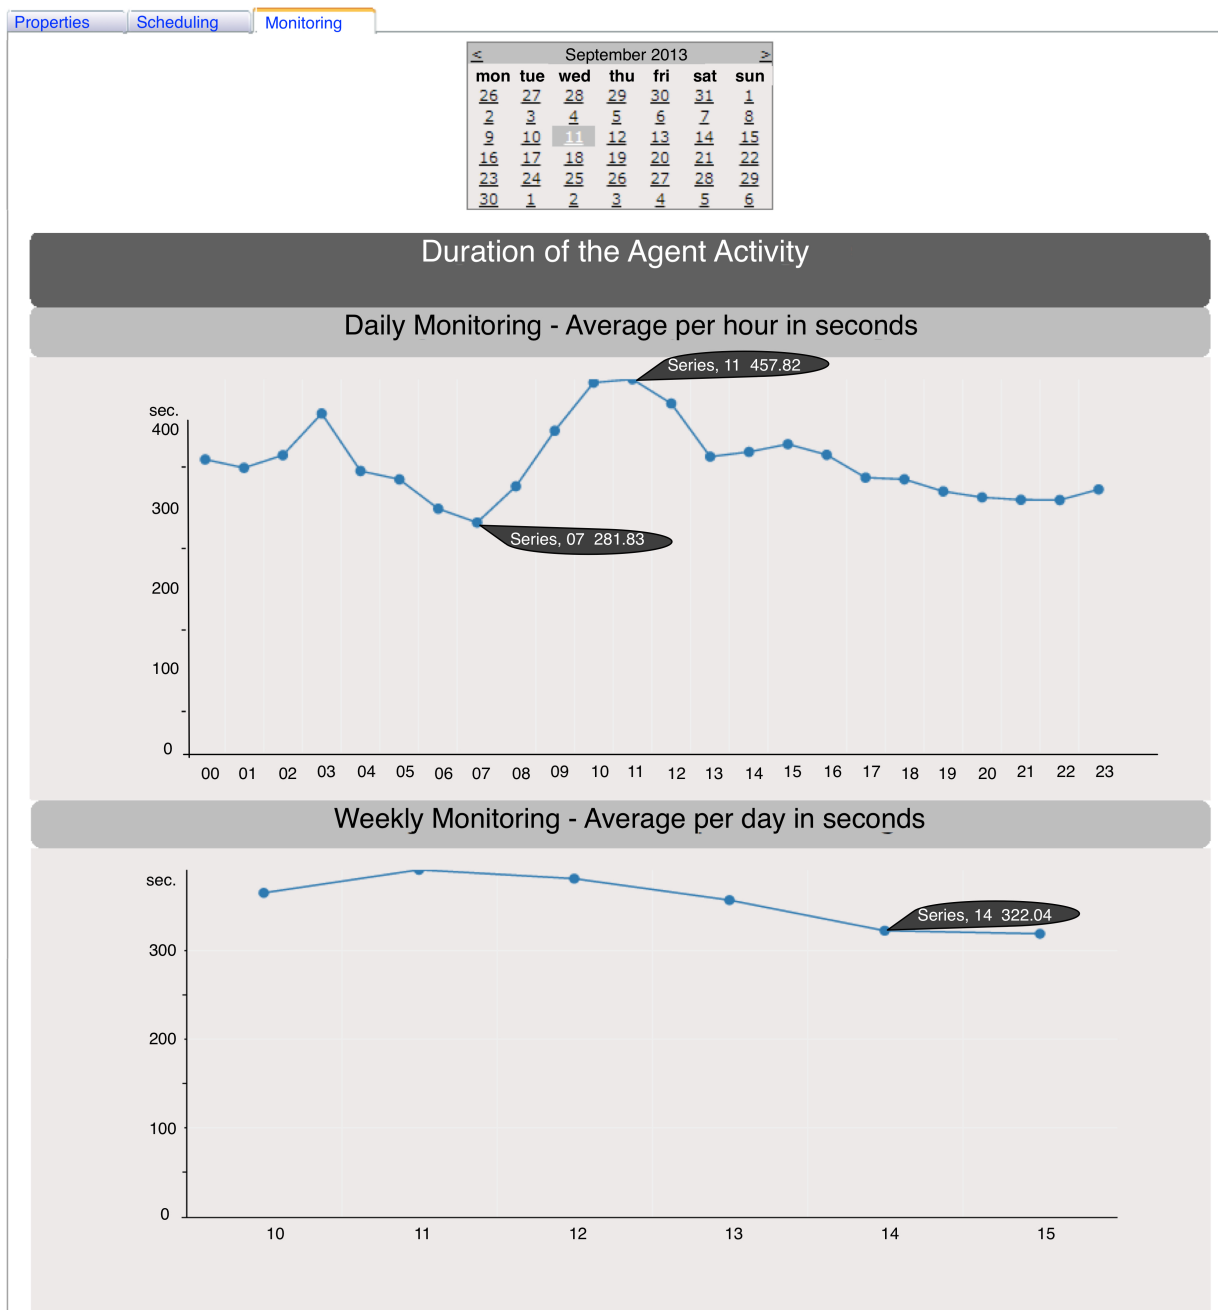 Properties Scheduling Monitoring
< September 2013 >
mon tue wed thu fri sat sun
26 27 28 29 30 31 1
2 3 4 5 6 7 8
9 10 11 12 13 14 15
16 17 18 19 20 21 22
23 24 25 26 27 28 29
30 1 2 3 4 5 6
Duration of the Agent Activity
Daily Monitoring - Average per hour in seconds
Series, 11 457.82
sec.
400
300
Series, 07 281.83
200
100
0
00 01 02 03 04 05 06 07 08 09 10 11 12 13 14 15 16 17 18 19 20 21 22 23
Weekly Monitoring - Average per day in seconds
sec.
Series, 14 322.04
300
200
100
0
10 11 12 13 14 15